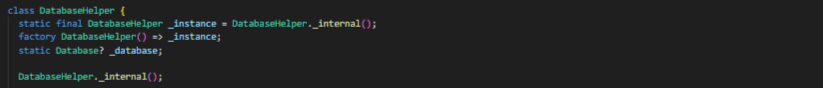 class DatabaseHelper {
  static final DatabaseHelper _instance = DatabaseHelper._internal();
  factory DatabaseHelper() => _instance;
  static Database? _database;

  DatabaseHelper._internal();